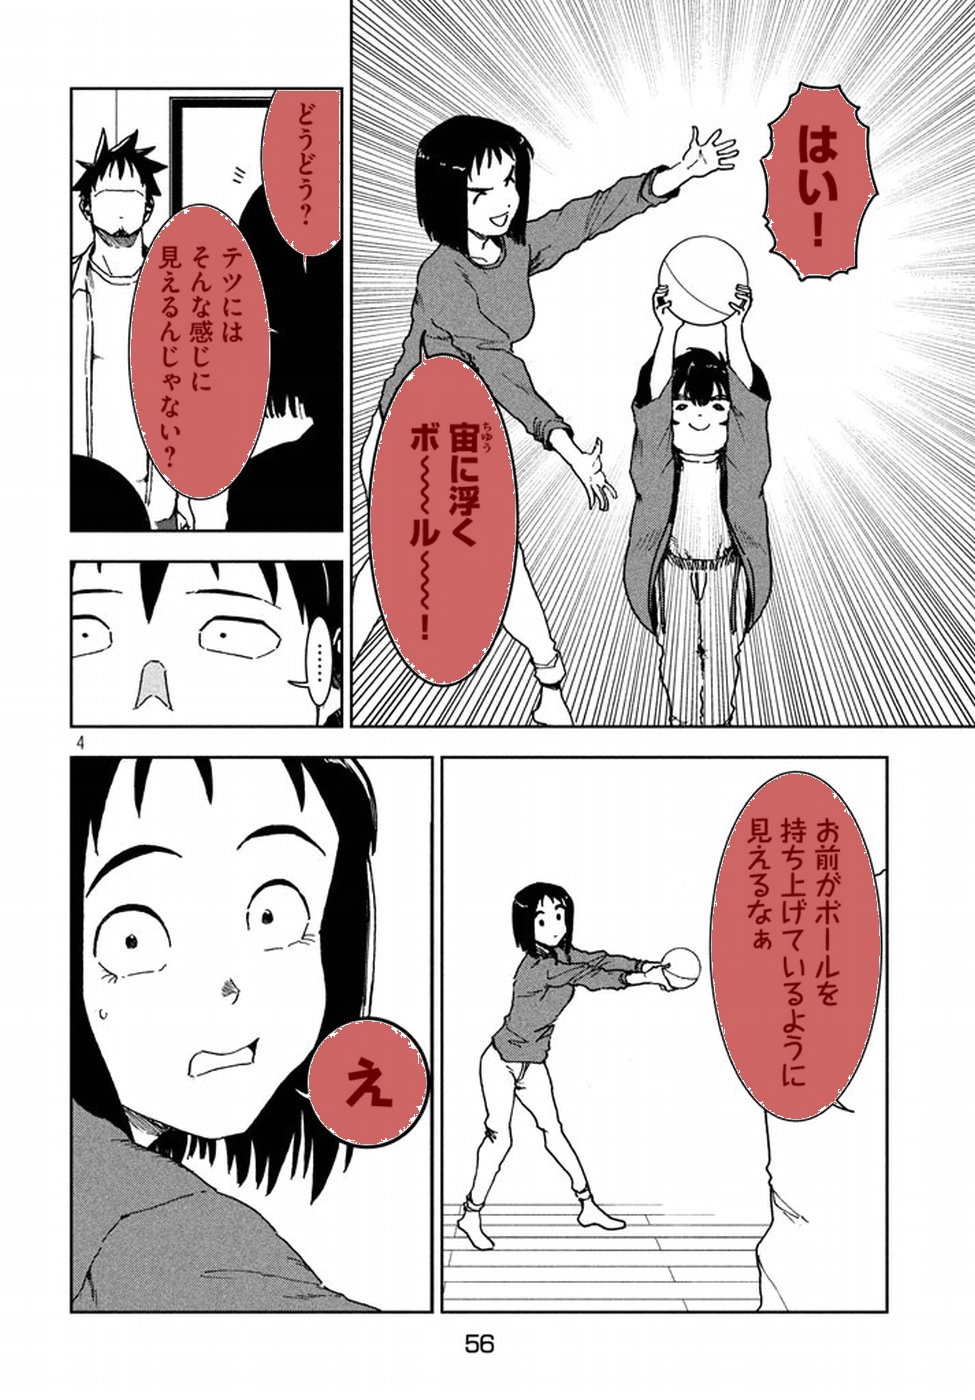 はい！
宙に浮く
ちゅう
ボ～～～ル～～～～！
どうどう？
テツには
そんな感じに
見えるんじゃない？
……
4
お前がボールを
持ち上げているように
見えるなぁ
え
56